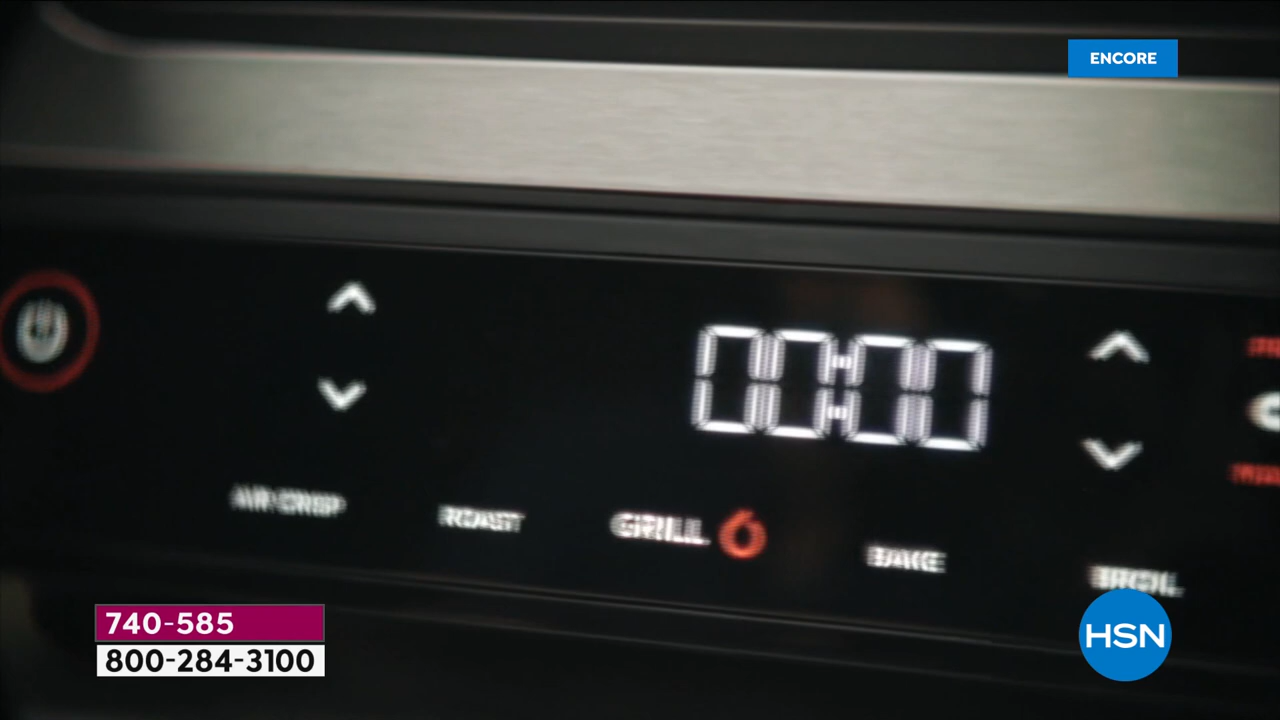 ENCORE
00:00
AIR CRISP ROAST GRILL BAKE BROIL
740-585
800-284-3100
HSN